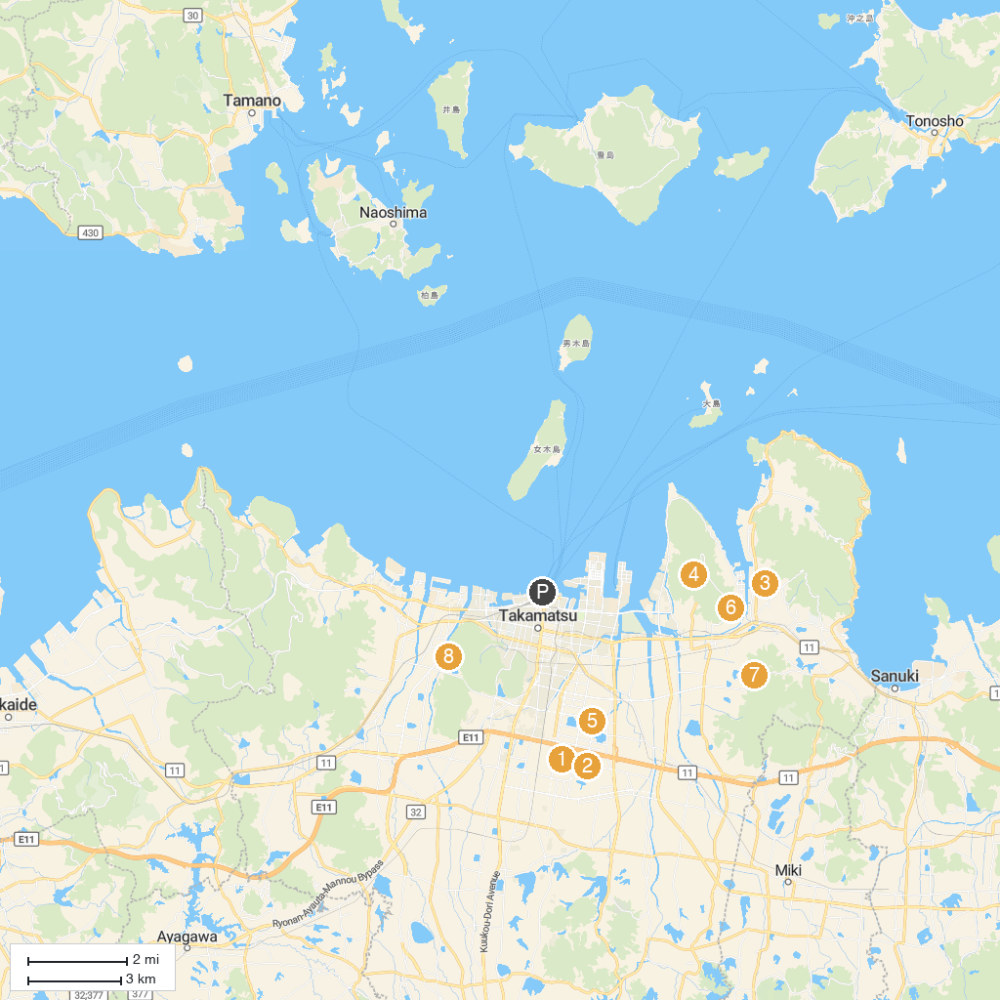 30
沖之島
Tamano
井島
Tonosho
豊島
Naoshima
430
柏島
男木島
大島
女木島
4
3
P
6
Takamatsu
11
8
7
Sanuki
kaide
5
E11
1
2
11
11
11
11
1
E11
32
E11
Miki
Ryonan-Ayauta-Mannou Bypass
Kuukou-Dori Avenue
Ayagawa
2 mi
3 km
32;377
377